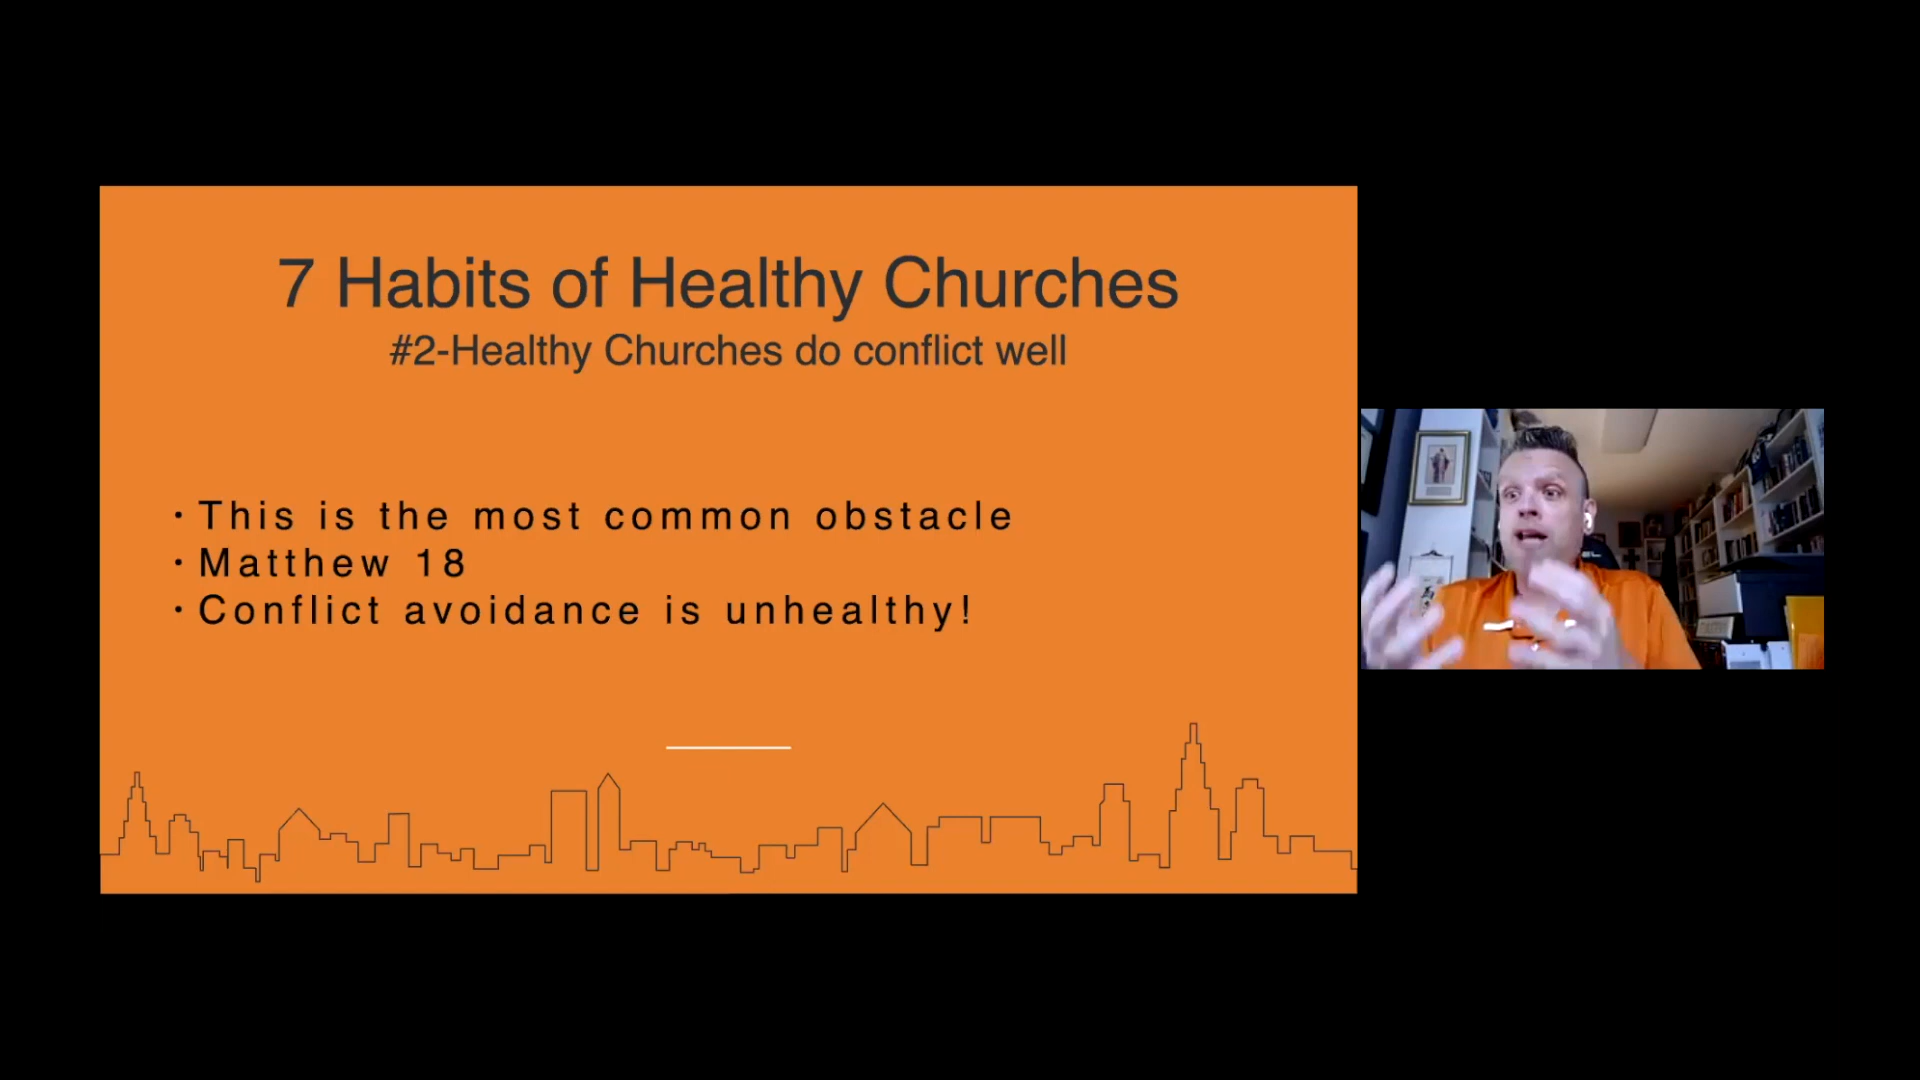 7 Habits of Healthy Churches
#2-Healthy Churches do conflict well
• This is the most common obstacle
• Matthew 18
• Conflict avoidance is unhealthy!